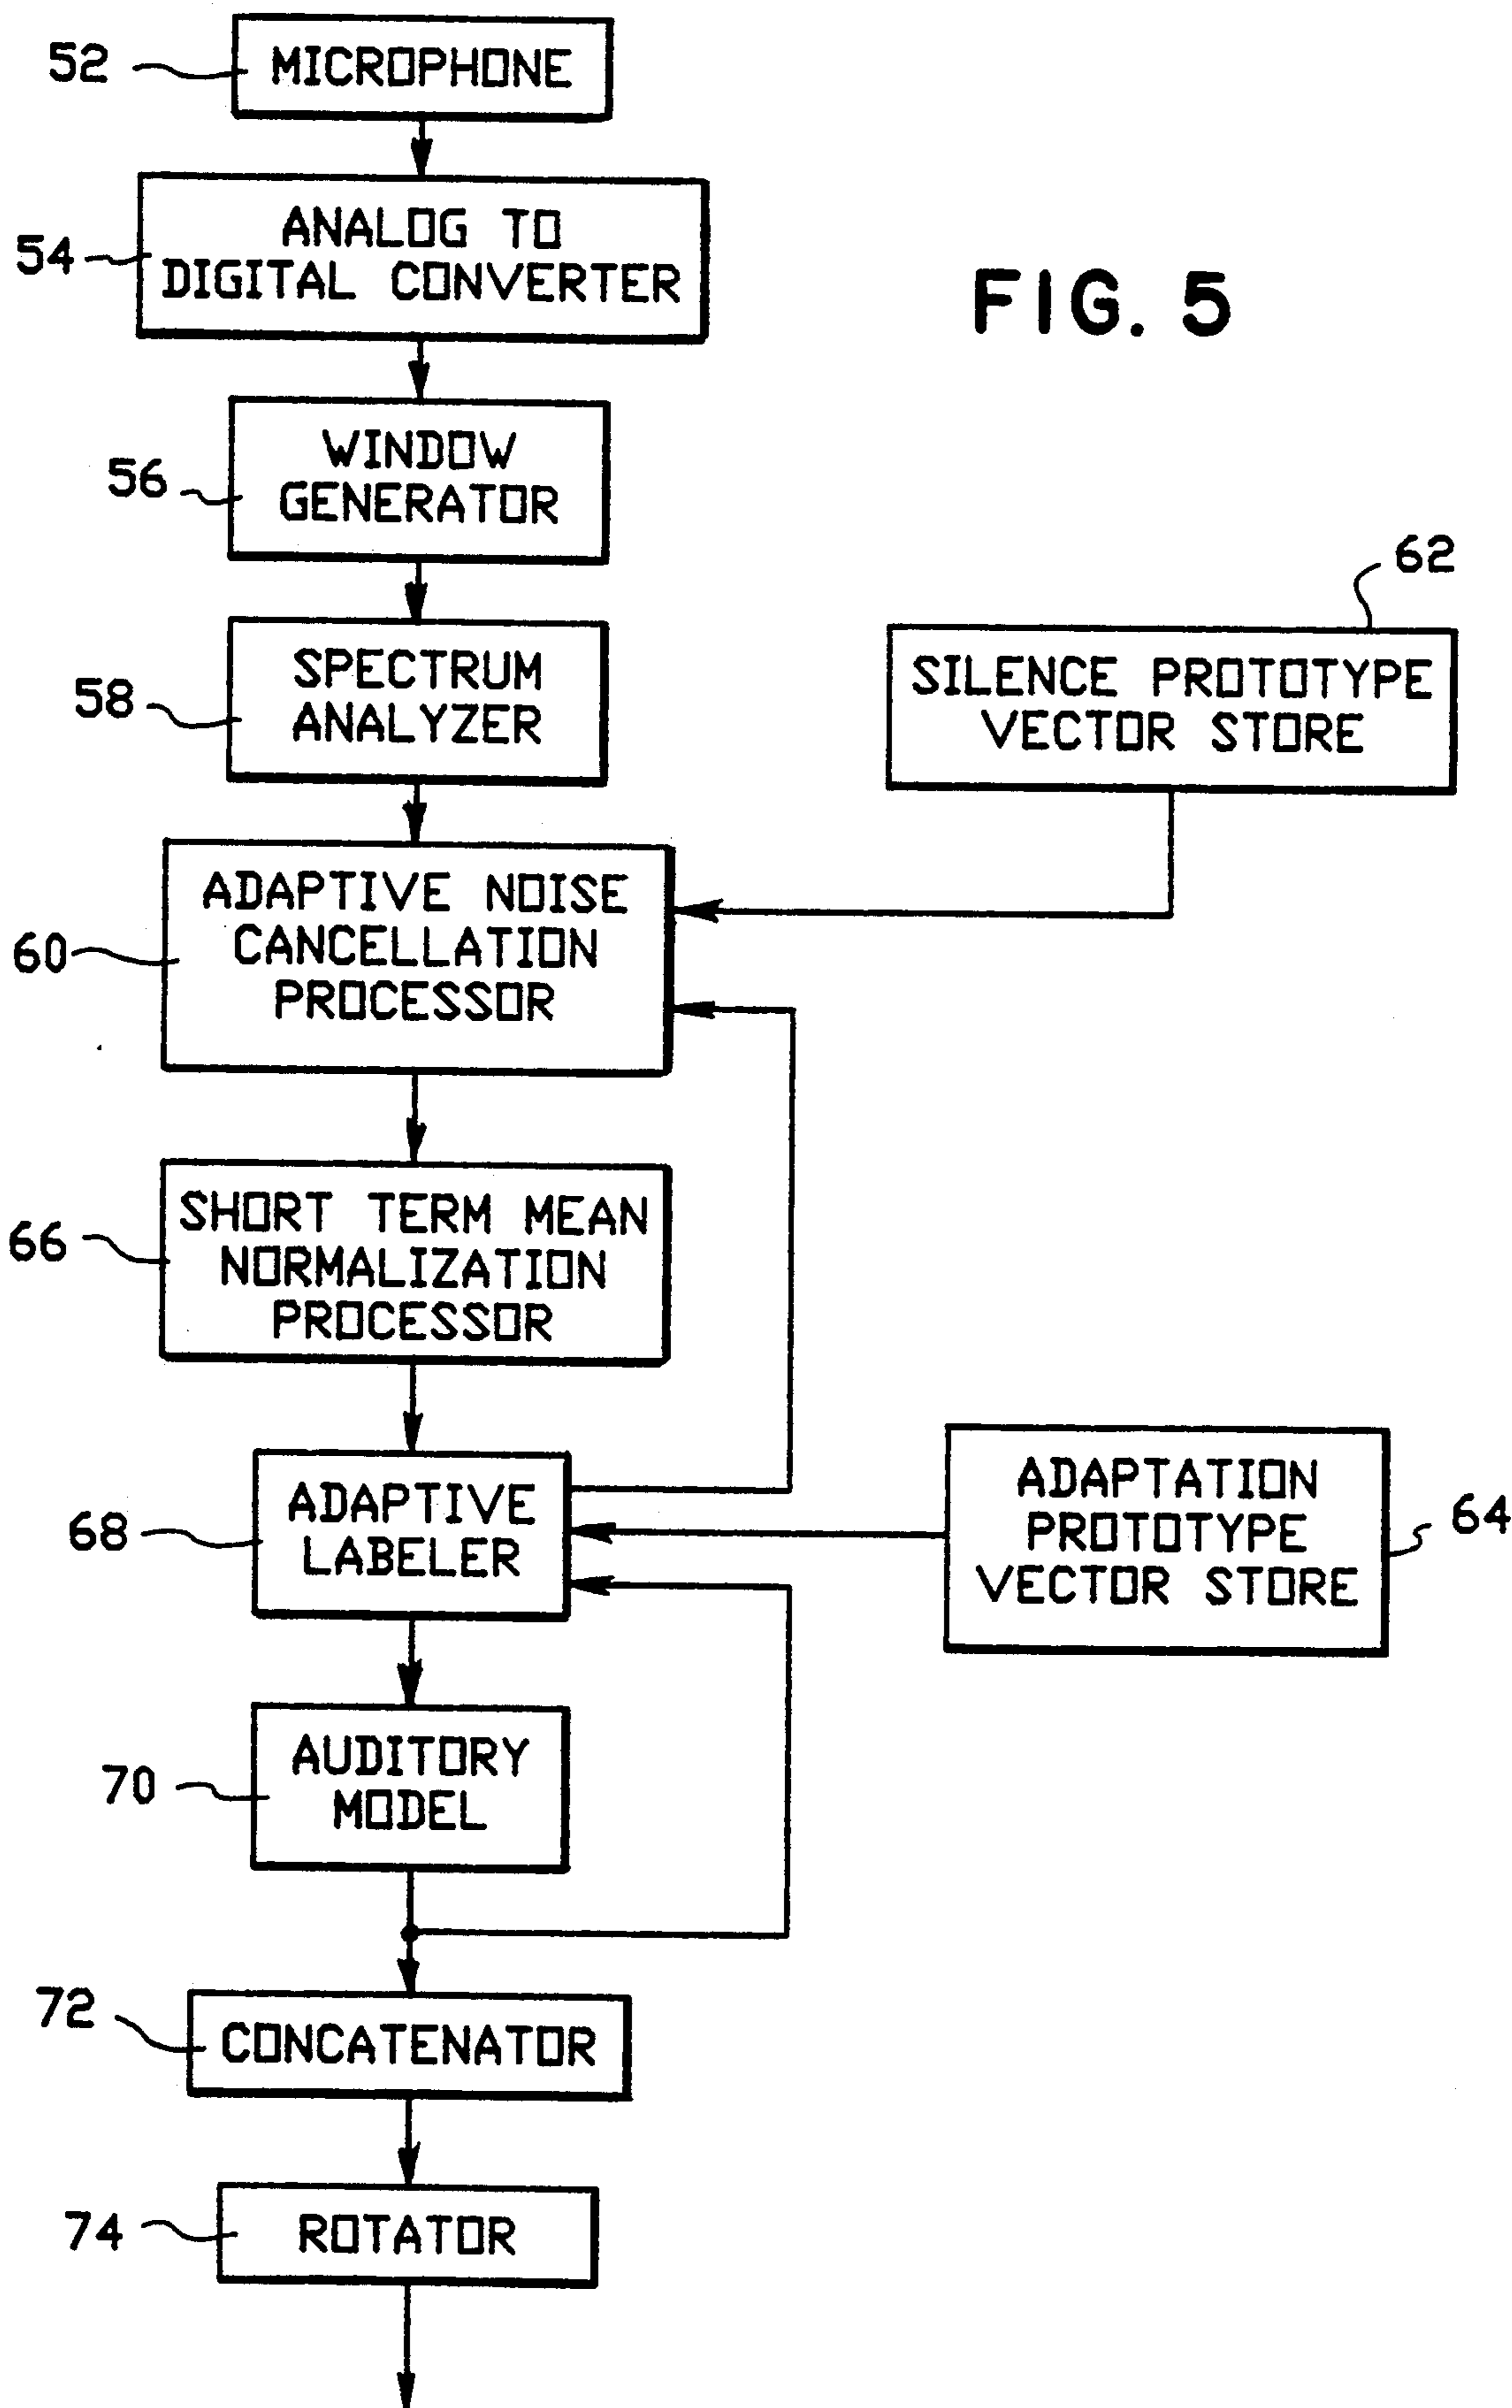 52
MICROPHONE
54
ANALOG TO
DIGITAL CONVERTER
FIG. 5
56
WINDOW
GENERATOR
58
SPECTRUM
ANALYZER
62
SILENCE PROTOTYPE
VECTOR STORE
60
ADAPTIVE NOISE
CANCELLATION
PROCESSOR
66
SHORT TERM MEAN
NORMALIZATION
PROCESSOR
68
ADAPTIVE
LABELER
64
ADAPTATION
PROTOTYPE
VECTOR STORE
70
AUDITORY
MODEL
72
CONCATENATOR
74
ROTATOR